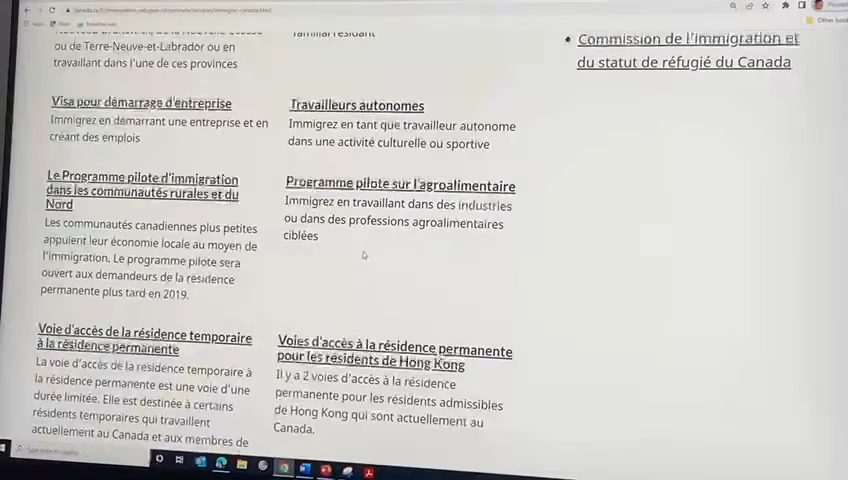 ou de Terre-Neuve-et-Labrador ou en
travaillant dans l'une de ces provinces
Visa pour démarrage d'entreprise
Immigrez en démarrant une entreprise et en
créant des emplois
Le Programme pilote d'immigration
dans les communautés rurales et du
Nord
Les communautés canadiennes plus petites
appuient leur économie locale au moyen de
l'immigration. Le programme pilote sera
ouvert aux demandeurs de la résidence
permanente plus tard en 2019.
Voie d'accès de la résidence temporaire
à la résidence permanente
La voie d'accès de la résidence temporaire à
la résidence permanente est une voie d'une
durée limitée. Elle est destinée à certains
résidents temporaires qui travaillent
actuellement au Canada et aux membres de
familial résidant
Travailleurs autonomes
Immigrez en tant que travailleur autonome
dans une activité culturelle ou sportive
Programme pilote sur l'agroalimentaire
Immigrez en travaillant dans des industries
ou dans des professions agroalimentaires
ciblées
Voies d'accès à la résidence permanente
pour les résidents de Hong Kong
Il y a 2 voies d'accès à la résidence
permanente pour les résidents admissibles
de Hong Kong qui sont actuellement au
Canada.
Commission de l'immigration et
du statut de réfugié du Canada